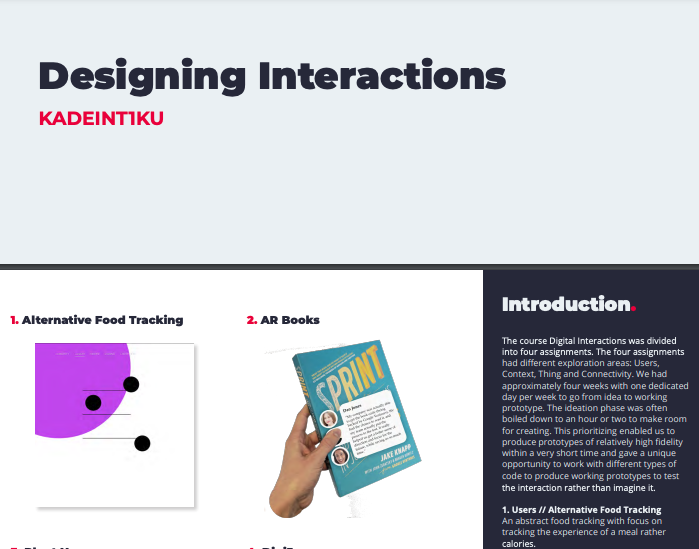 Designing Interactions
KADEINT1KU
1. Alternative Food Tracking
2. AR Books
SPRINT
JAKE KNAPP
Introduction.
The course Digital Interactions was divided
into four assignments. The four assignments
had different exploration areas: Users,
Context, Thing and Connectivity. We had
approximately four weeks with one dedicated
day per week to go from idea to working
prototype. The ideation phase was often
boiled down to an hour or two to make room
for creating. This prioritizing enabled us to
produce prototypes of relatively high fidelity
within a very short time and gave a unique
opportunity to work with different types of
code to produce working prototypes to test
the interaction rather than imagine it.
1. Users // Alternative Food Tracking
An abstract food tracking with focus on
tracking the experience of a meal rather
calories.